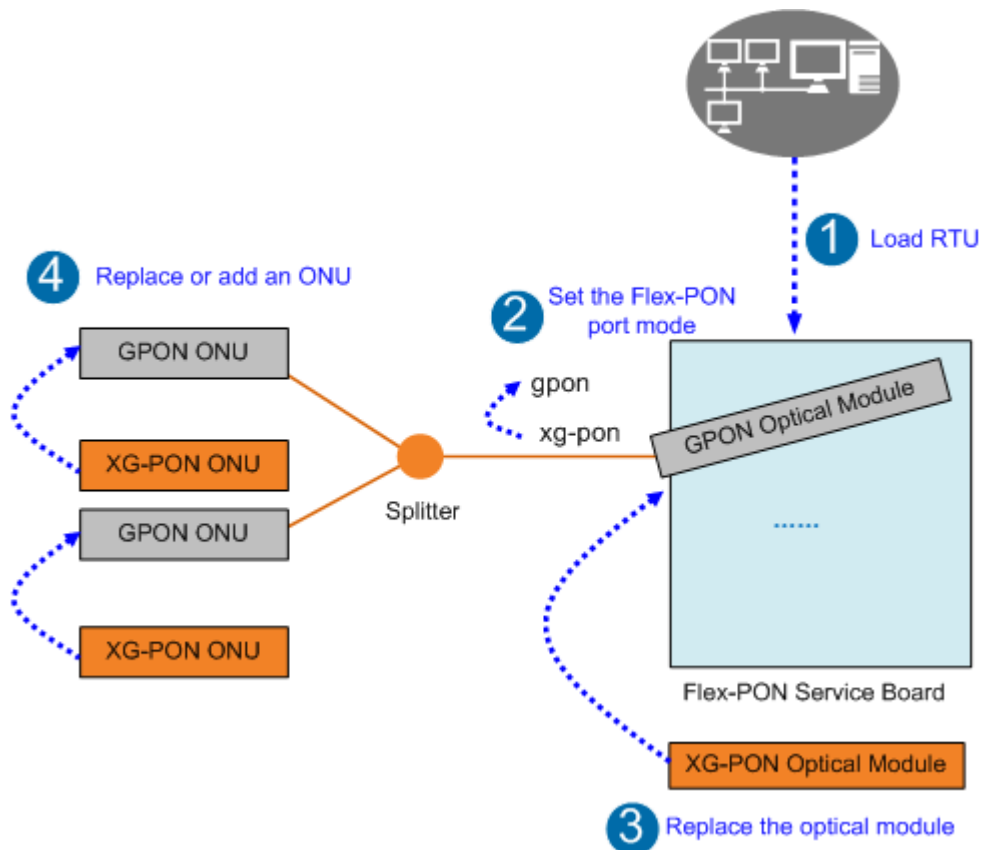 1
Load RTU
4
Replace or add an ONU
2
Set the Flex-PON
port mode
GPON ONU
gpon
GPON Optical Module
xg-pon
XG-PON ONU
Splitter
GPON ONU
......
XG-PON ONU
Flex-PON Service Board
XG-PON Optical Module
3
Replace the optical module